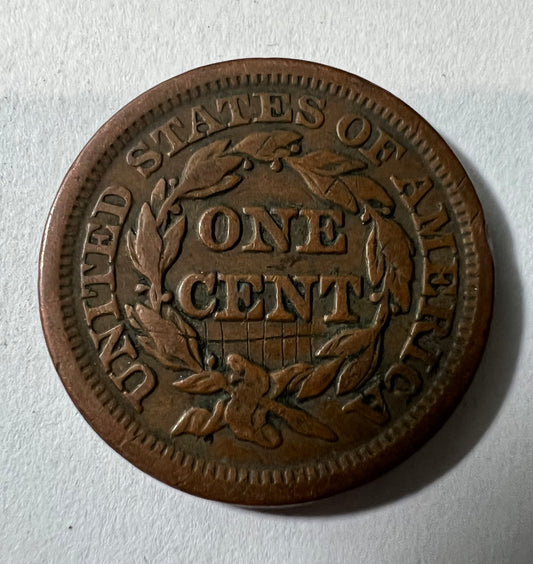 UNITED STATES OF AMERICA
ONE
CENT